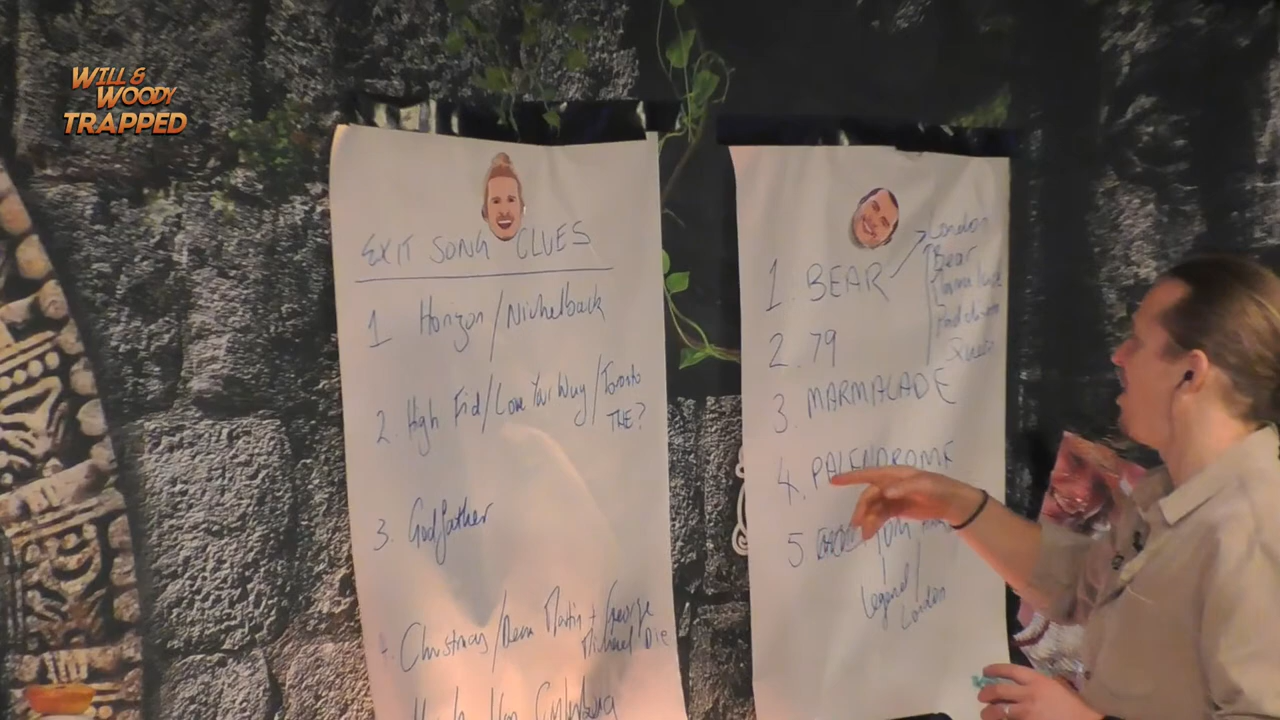 WILL &
WOODY
TRAPPED
EXIT SONG CLUES
1 Horizon/Nickelback
2. High Fid/Love Your Way/Toronto
THE?
3. Godfather
Christmas/Dean Martin + George
Michael Die
1. BEAR
London
Bear
2. 79
3. MARMALADE
4. PALENDROME
5
Legend/
London